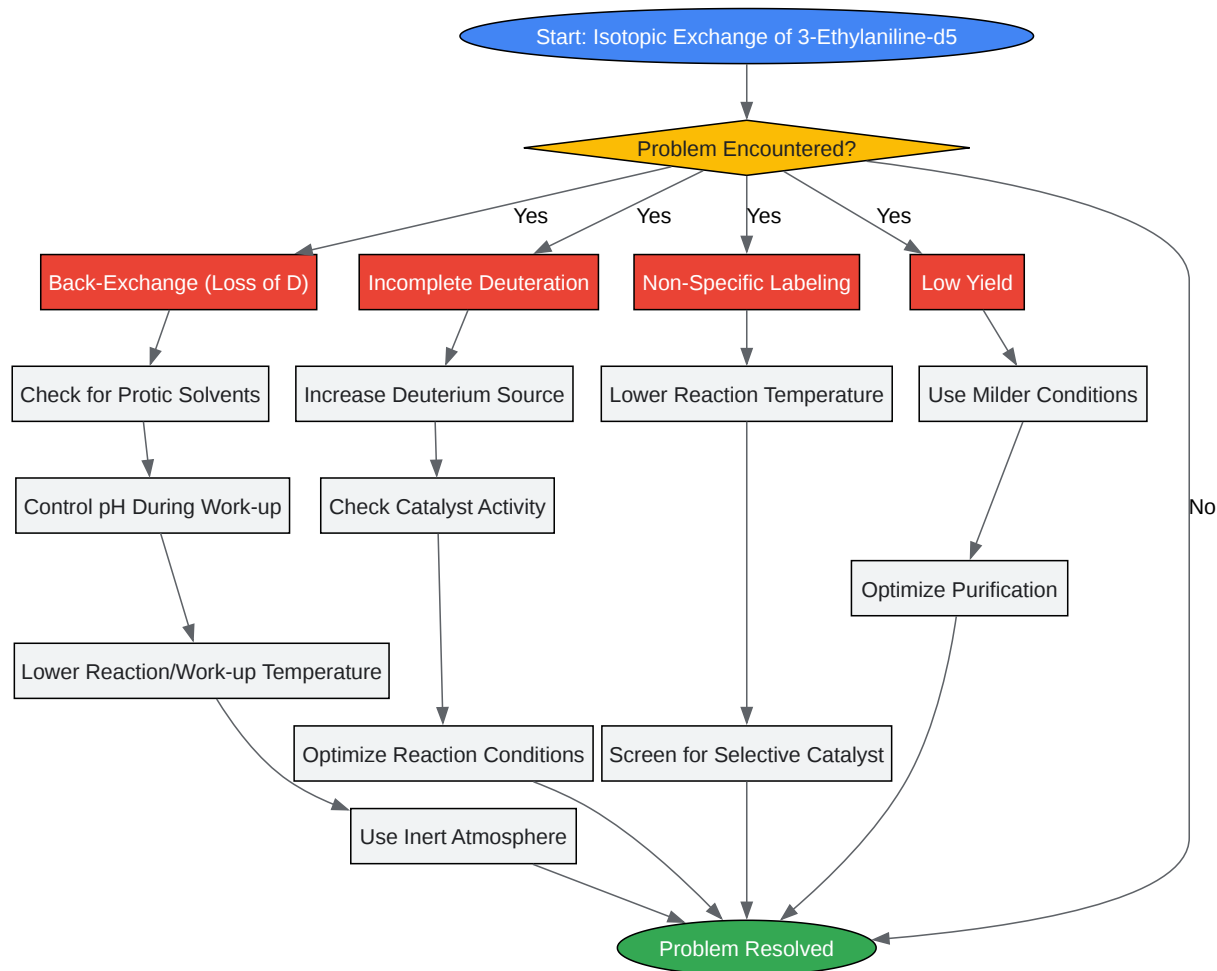 Start: Isotopic Exchange of 3-Ethylaniline-d5
Problem Encountered?
Yes
Yes
Yes
Yes
Back-Exchange (Loss of D)
Incomplete Deuteration
Non-Specific Labeling
Low Yield
Check for Protic Solvents
Increase Deuterium Source
Lower Reaction Temperature
Use Milder Conditions
Control pH During Work-up
Check Catalyst Activity
No
Optimize Purification
Lower Reaction/Work-up Temperature
Optimize Reaction Conditions
Screen for Selective Catalyst
Use Inert Atmosphere
Problem Resolved